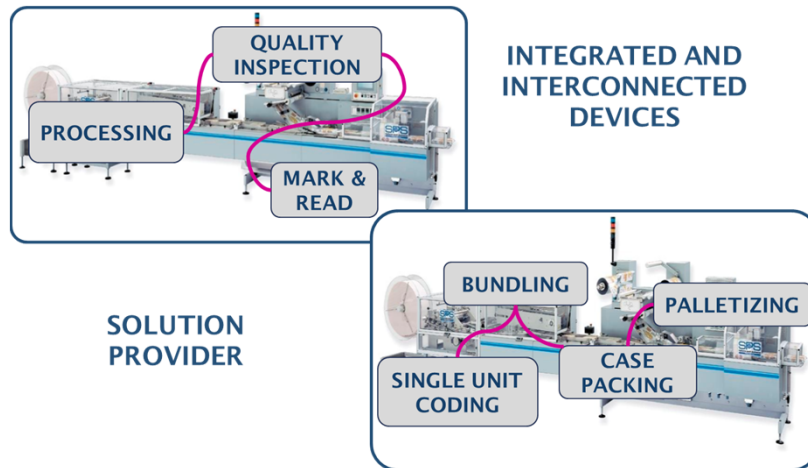 QUALITY
INSPECTION
PROCESSING
MARK &
READ
INTEGRATED AND
INTERCONNECTED
DEVICES
SOLUTION
PROVIDER
BUNDLING
PALLETIZING
SINGLE UNIT
CODING
CASE
PACKING